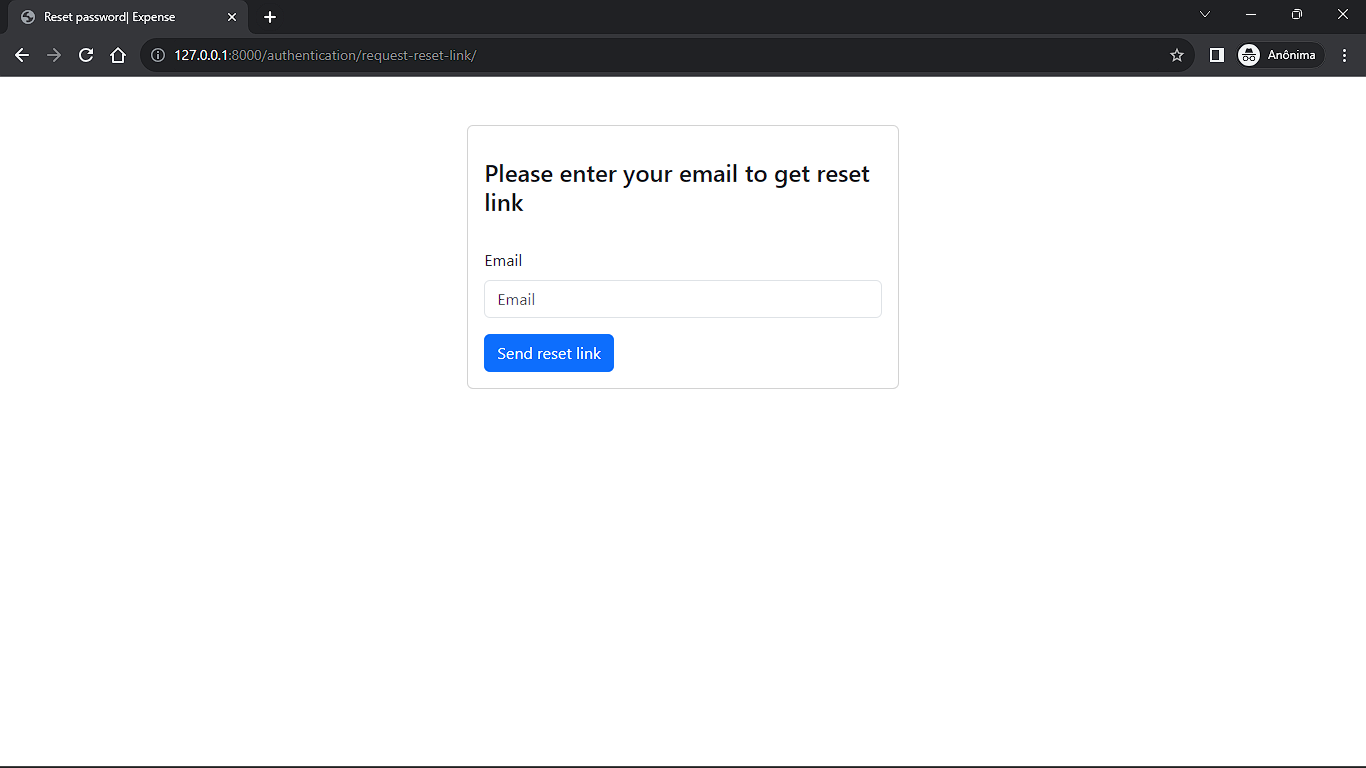 Reset password| Expense
127.0.0.1:8000/authentication/request-reset-link/
Anônima
Please enter your email to get reset
link
Email
Email
Send reset link